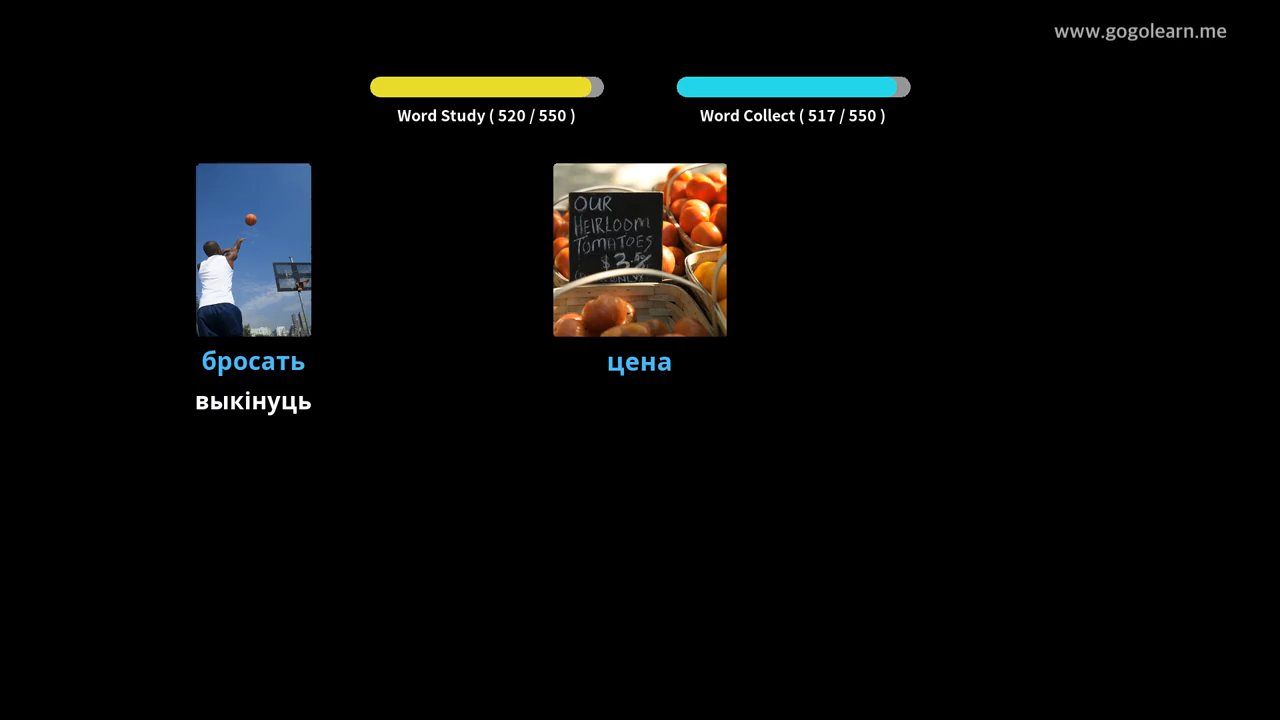 www.gogolearn.me
Word Study ( 520 / 550 )
Word Collect ( 517 / 550 )
OUR
HEIRLOOM
TOMATOES
бросать
цена
выкінуць